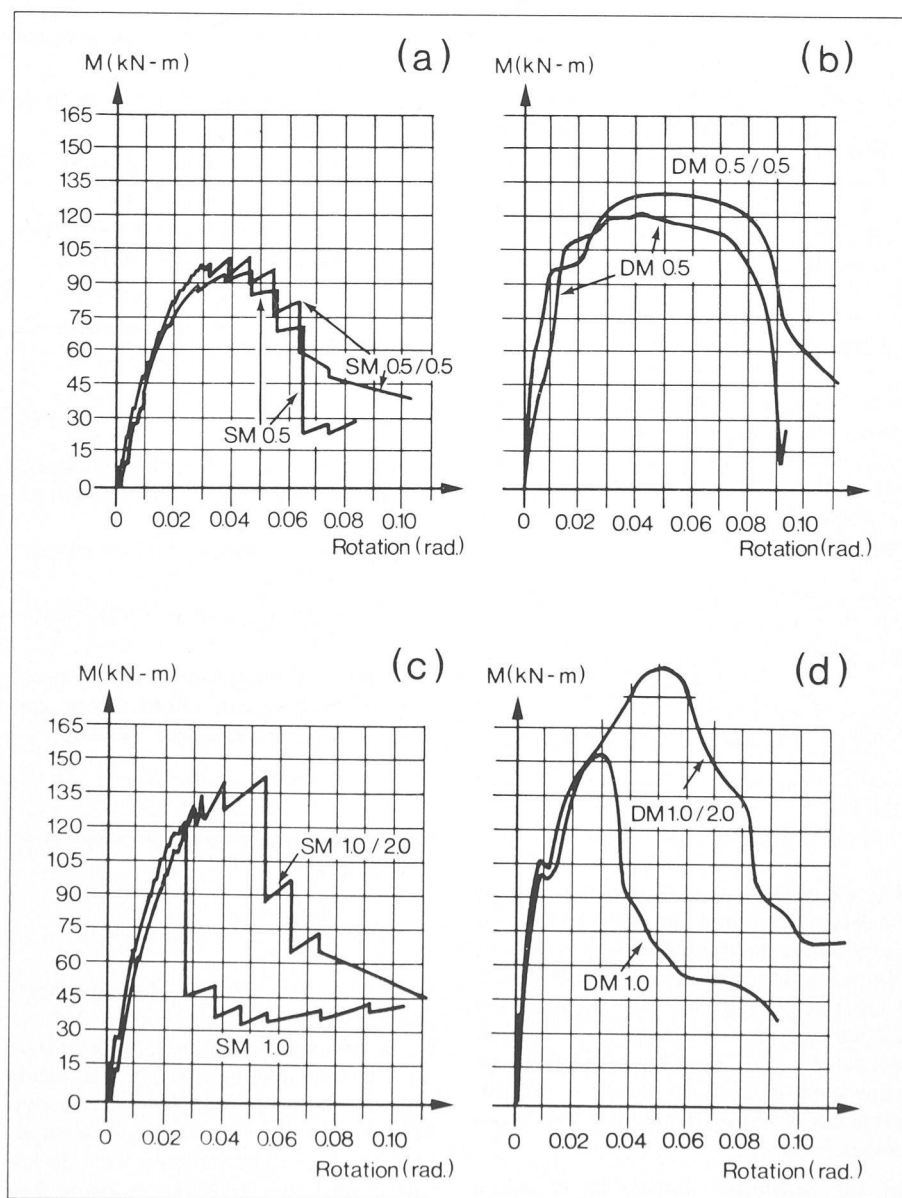 (a)
M(kN-m)
165
150
135
120
105
90
75
60
45
30
15
0
SM 0.5/0.5
SM 0.5
0 0.02 0.04 0.06 0.08 0.10
Rotation(rad.)
(b)
M(kN-m)
DM 0.5/0.5
DM 0.5
0 0.02 0.04 0.06 0.08 0.10
Rotation(rad.)
(c)
M(kN-m)
165
150
135
120
105
90
75
60
45
30
15
0
SM 1.0/2.0
SM 1.0
0 0.02 0.04 0.06 0.08 0.10
Rotation(rad.)
(d)
M(kN-m)
DM 1.0/2.0
DM 1.0
0 0.02 0.04 0.06 0.08 0.10
Rotation(rad.)